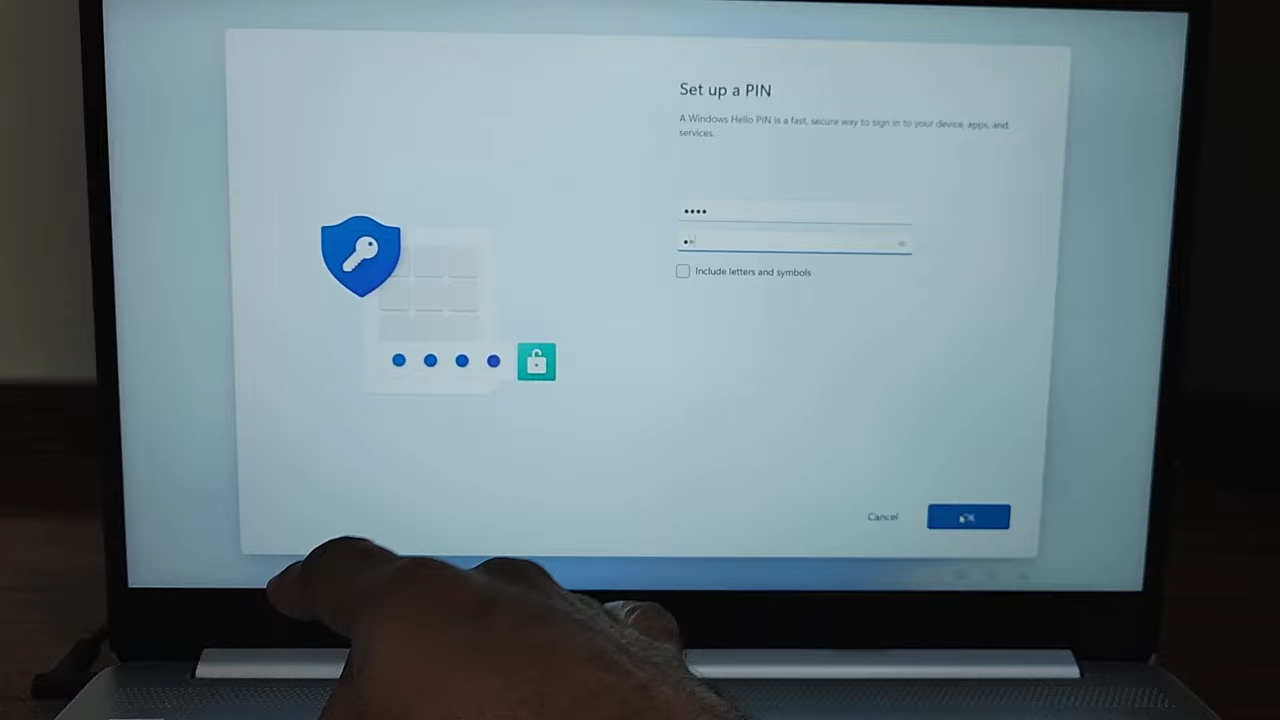 Set up a PIN
A Windows Hello PIN is a fast, secure way to sign in to your device, apps, and
services.
••••
••
Include letters and symbols
Cancel
OK